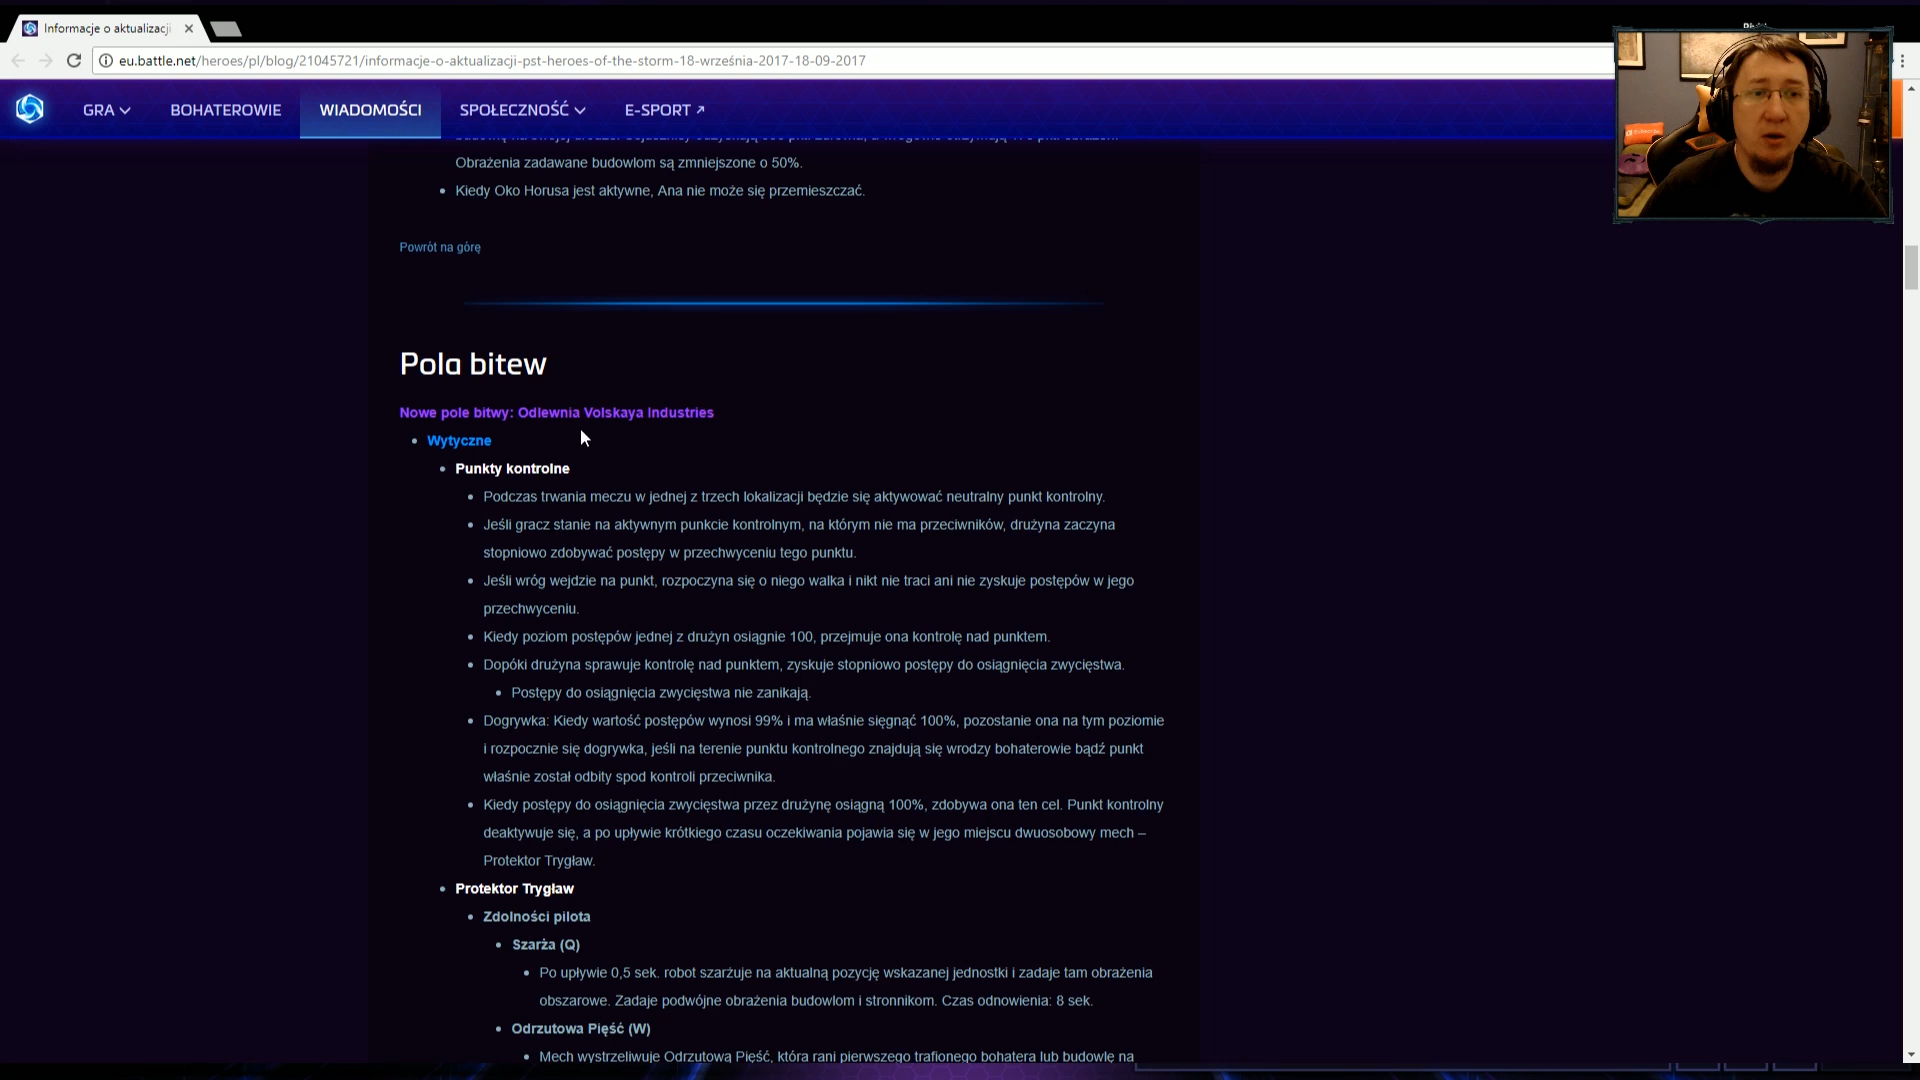 Informacje o aktualizacji
eu.battle.net/heroes/pl/blog/21045721/informacje-o-aktualizacji-pst-heroes-of-the-storm-18-września-2017-18-09-2017
GRA BOHATEROWIE WIADOMOŚCI SPOŁECZNOŚĆ E-SPORT
Obrażenia zadawane budowlom są zmniejszone o 50%.
Kiedy Oko Horusa jest aktywne, Ana nie może się przemieszczać.
Powrót na górę
Pola bitew
Nowe pole bitwy: Odlewnia Volskaya Industries
Wytyczne
Punkty kontrolne
Podczas trwania meczu w jednej z trzech lokalizacji będzie się aktywować neutralny punkt kontrolny.
Jeśli gracz stanie na aktywnym punkcie kontrolnym, na którym nie ma przeciwników, drużyna zaczyna
stopniowo zdobywać postępy w przechwyceniu tego punktu.
Jeśli wróg wejdzie na punkt, rozpoczyna się o niego walka i nikt nie traci ani nie zyskuje postępów w jego
przechwyceniu.
Kiedy poziom postępów jednej z drużyn osiągnie 100, przejmuje ona kontrolę nad punktem.
Dopóki drużyna sprawuje kontrolę nad punktem, zyskuje stopniowo postępy do osiągnięcia zwycięstwa.
Postępy do osiągnięcia zwycięstwa nie zanikają.
Dogrywka: Kiedy wartość postępów wynosi 99% i ma właśnie sięgnąć 100%, pozostanie ona na tym poziomie
i rozpocznie się dogrywka, jeśli na terenie punktu kontrolnego znajdują się wrodzy bohaterowie bądź punkt
właśnie został odbity spod kontroli przeciwnika.
Kiedy postępy do osiągnięcia zwycięstwa przez drużynę osiągną 100%, zdobywa ona ten cel. Punkt kontrolny
deaktywuje się, a po upływie krótkiego czasu oczekiwania pojawia się w jego miejscu dwuosobowy mech –
Protektor Trygław.
Protektor Trygław
Zdolności pilota
Szarża (Q)
Po upływie 0,5 sek. robot szarżuje na aktualną pozycję wskazanej jednostki i zadaje tam obrażenia
obszarowe. Zadaje podwójne obrażenia budowlom i stronnikom. Czas odnowienia: 8 sek.
Odrzutowa Pięść (W)
Mech wystrzeliwuje Odrzutową Pięść, która rani pierwszego trafionego bohatera lub budowlę na